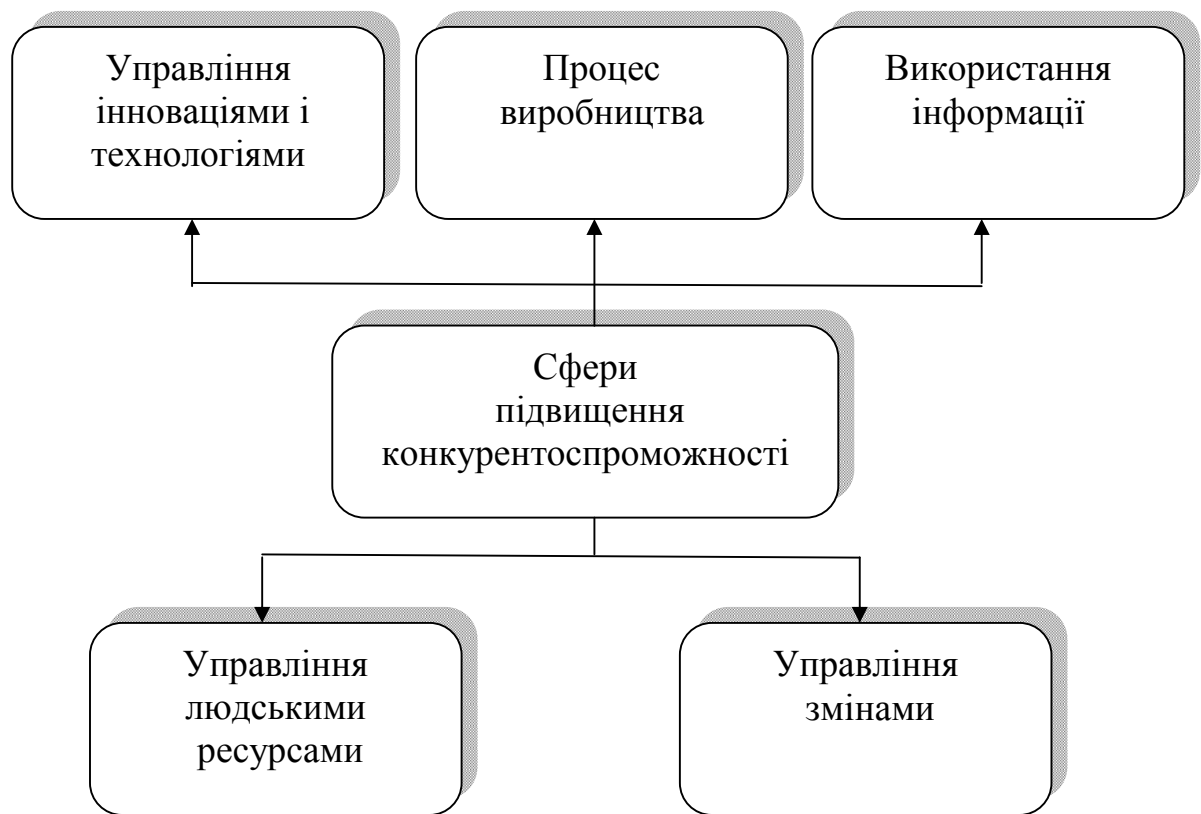 Управління
інноваціями і
технологіями
Процес
виробництва
Використання
інформації
Сфери
підвищення
конкурентоспроможності
Управління
людськими
ресурсами
Управління
змінами